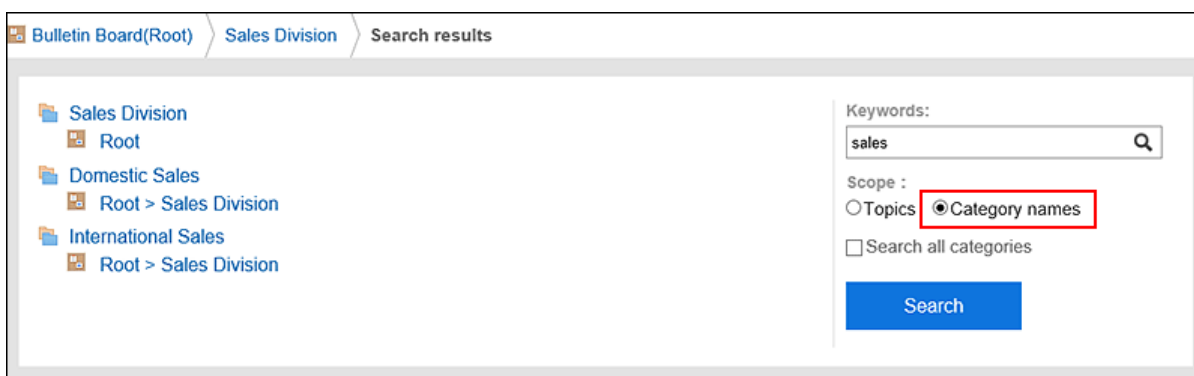 Bulletin Board(Root) Sales Division Search results
Sales Division
Root
Domestic Sales
Root > Sales Division
International Sales
Root > Sales Division
Keywords:
sales
Scope :
Topics Category names
Search all categories
Search